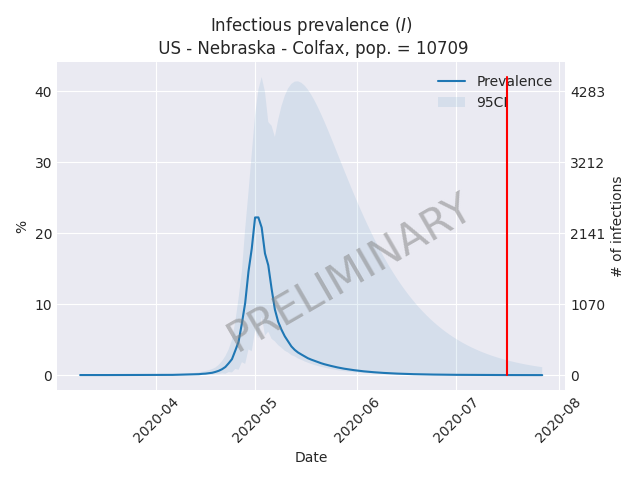 Infectious prevalence (I)
US - Nebraska - Colfax, pop. = 10709
Prevalence
95CI
40
30
20
10
0
%
4283
3212
2141
1070
0
# of infections
PRELIMINARY
2020-04
2020-05
2020-06
2020-07
2020-08
Date